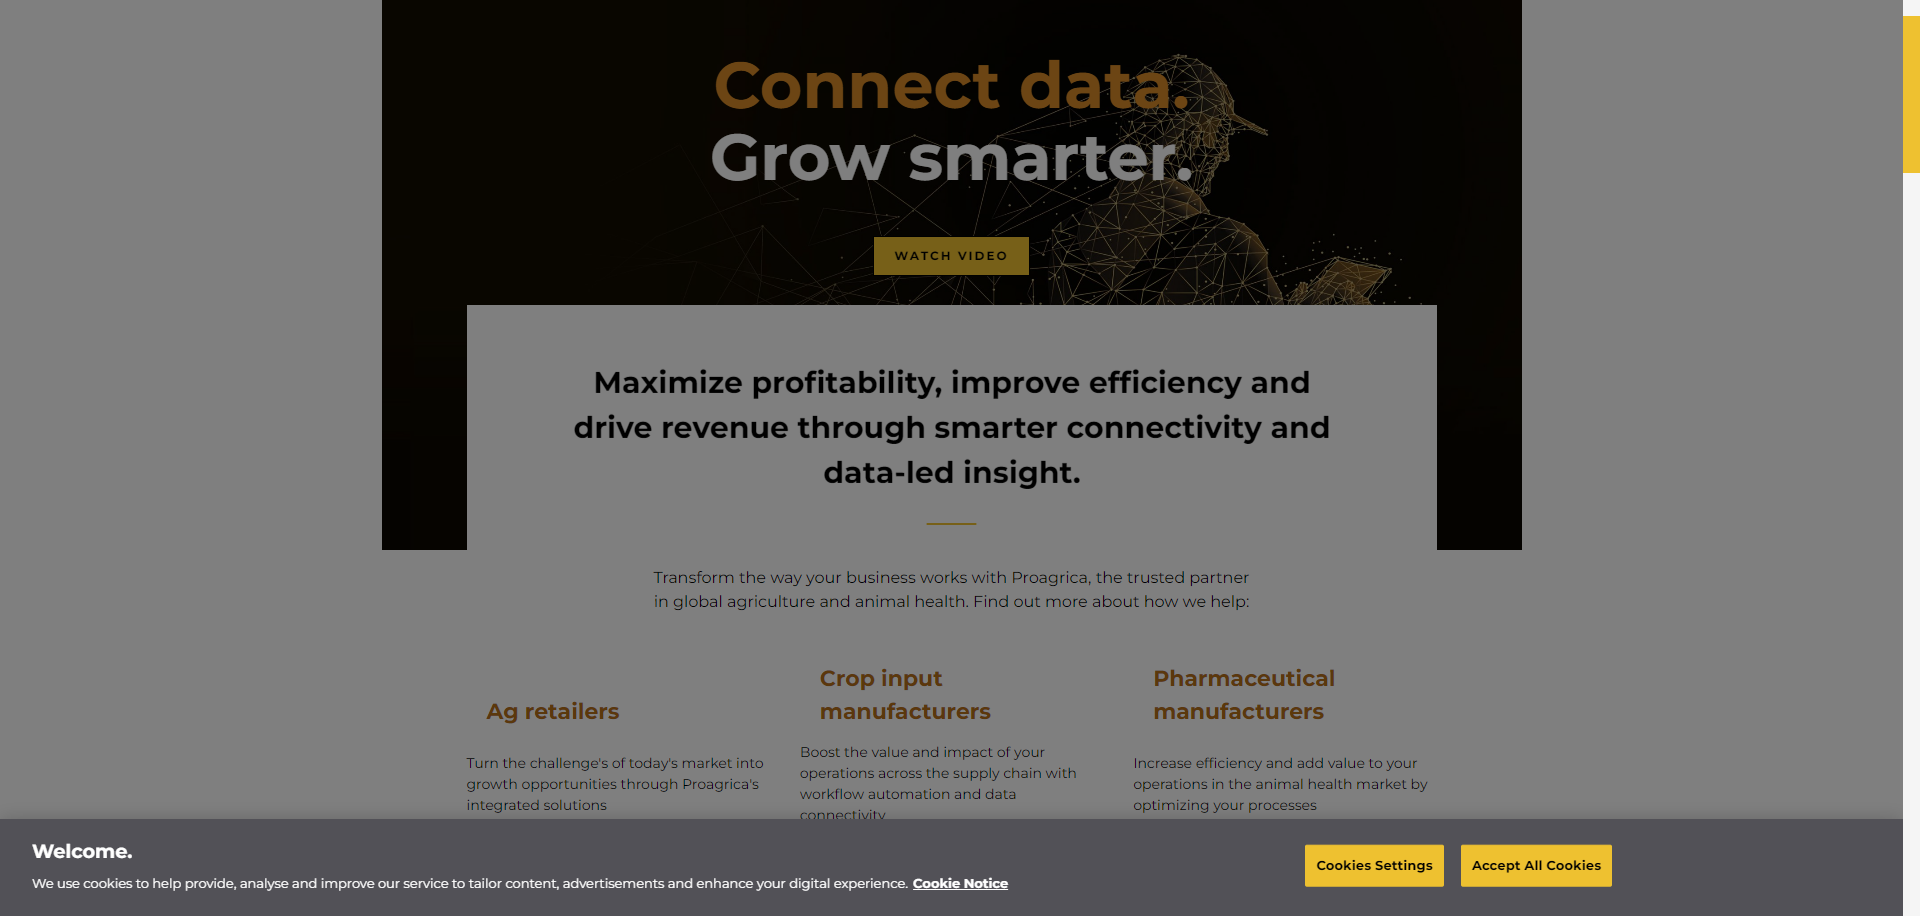 Connect data.
Grow smarter.
WATCH VIDEO
Maximize profitability, improve efficiency and
drive revenue through smarter connectivity and
data-led insight.
Transform the way your business works with Proagrica, the trusted partner
in global agriculture and animal health. Find out more about how we help:
Ag retailers
Turn the challenge's of today's market into
growth opportunities through Proagrica's
integrated solutions
Crop input
manufacturers
Boost the value and impact of your
operations across the supply chain with
workflow automation and data
connectivity
Pharmaceutical
manufacturers
Increase efficiency and add value to your
operations in the animal health market by
optimizing your processes
Welcome.
We use cookies to help provide, analyse and improve our service to tailor content, advertisements and enhance your digital experience. Cookie Notice
Cookies Settings
Accept All Cookies